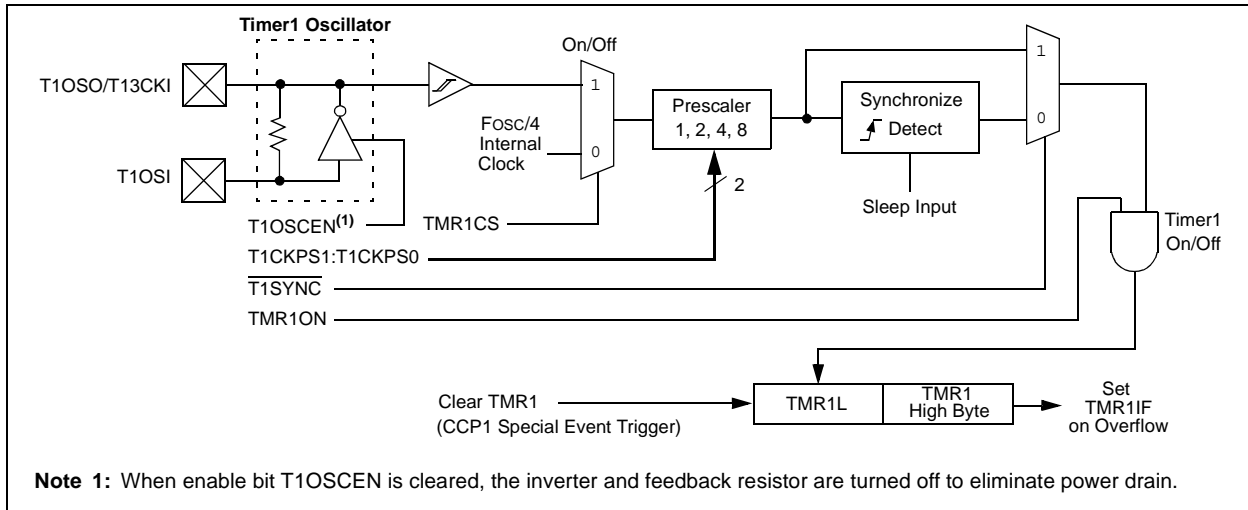 Timer1 Oscillator
On/Off
T1OSO/T13CKI
1
1
FOSC/4
Internal
Clock
0
Prescaler
1, 2, 4, 8
Synchronize
Detect
0
T1OSI
2
Sleep Input
T1OSCEN(1)
TMR1CS
Timer1
On/Off
T1CKPS1:T1CKPS0
T1SYNC
TMR1ON
Clear TMR1
(CCP1 Special Event Trigger)
TMR1L
TMR1
High Byte
Set
TMR1IF
on Overflow
Note 1: When enable bit T1OSCEN is cleared, the inverter and feedback resistor are turned off to eliminate power drain.